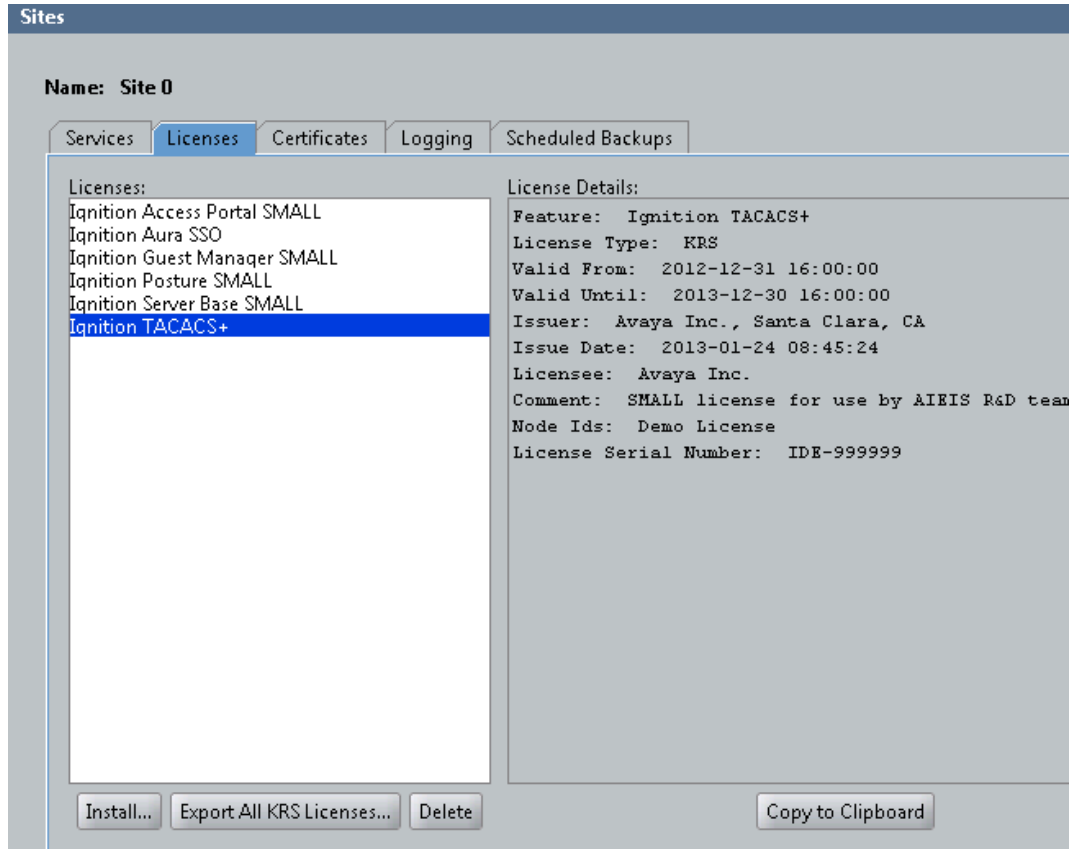 Sites
Name: Site 0
Services Licenses Certificates Logging Scheduled Backups
Licenses:
Ignition Access Portal SMALL
Ignition Aura SSO
Ignition Guest Manager SMALL
Ignition Posture SMALL
Ignition Server Base SMALL
Ignition TACACS+
License Details:
Feature: Ignition TACACS+
License Type: KRS
Valid From: 2012-12-31 16:00:00
Valid Until: 2013-12-30 16:00:00
Issuer: Avaya Inc., Santa Clara, CA
Issue Date: 2013-01-24 08:45:24
Licensee: Avaya Inc.
Comment: SMALL license for use by AIEIS R&D team
Node Ids: Demo License
License Serial Number: IDE-999999
Install... Export All KRS Licenses... Delete Copy to Clipboard